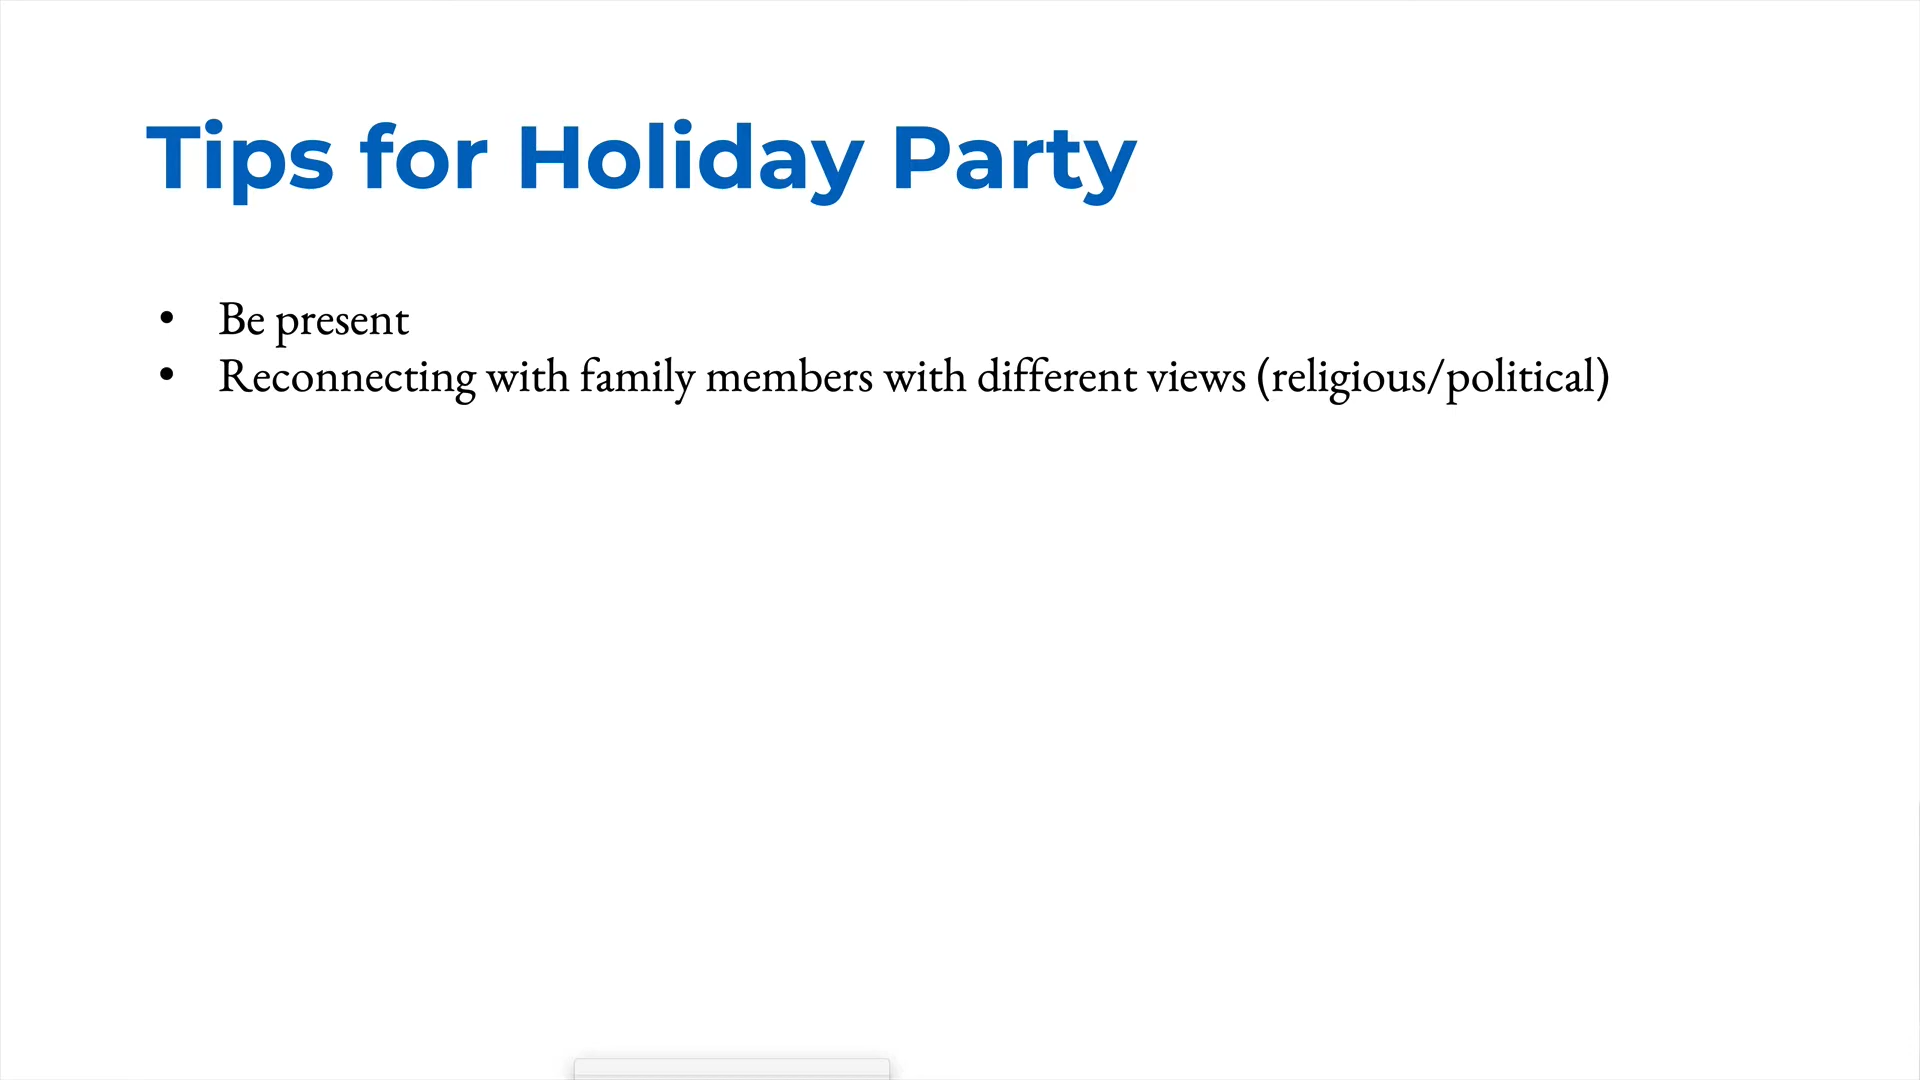 Tips for Holiday Party
• Be present
• Reconnecting with family members with different views (religious/political)